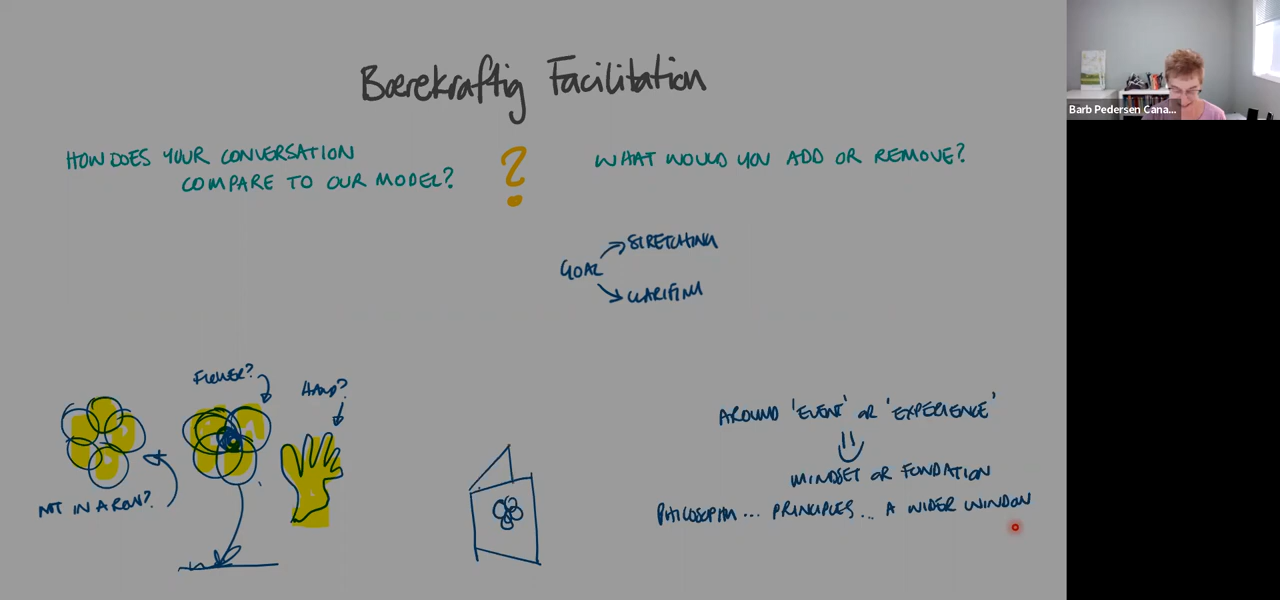 Bærekraftig Facilitation
HOW DOES YOUR CONVERSATION
COMPARE TO OUR MODEL?
?
WHAT WOULD YOU ADD OR REMOVE?
GOAL
STRETCHING
CLARIFING
FLOWER?
HAND?
NOT IN A ROW?
AROUND 'EVENT' OR 'EXPERIENCE'
MINDSET OR FONDATION
PHILOSOPHY... PRINCIPLES... A WIDER WINDOW
Barb Pedersen Cana...